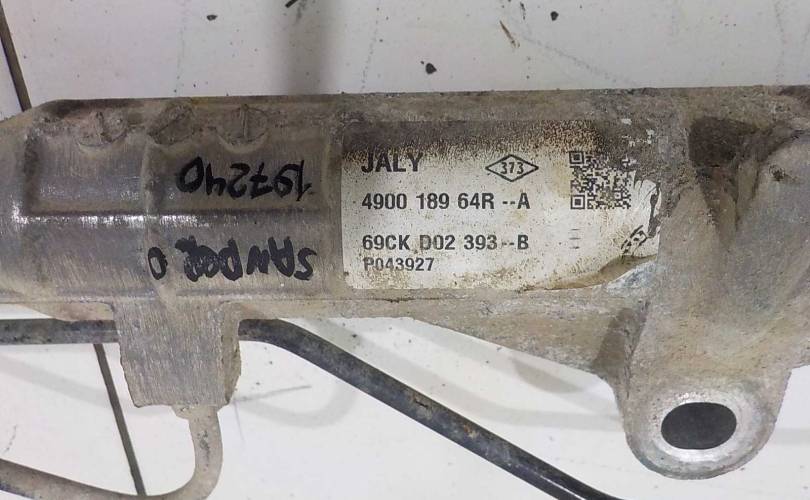 JALY 373
4900 189 64R--A
69CK D02 393--B
P043927
197240
SANDERO